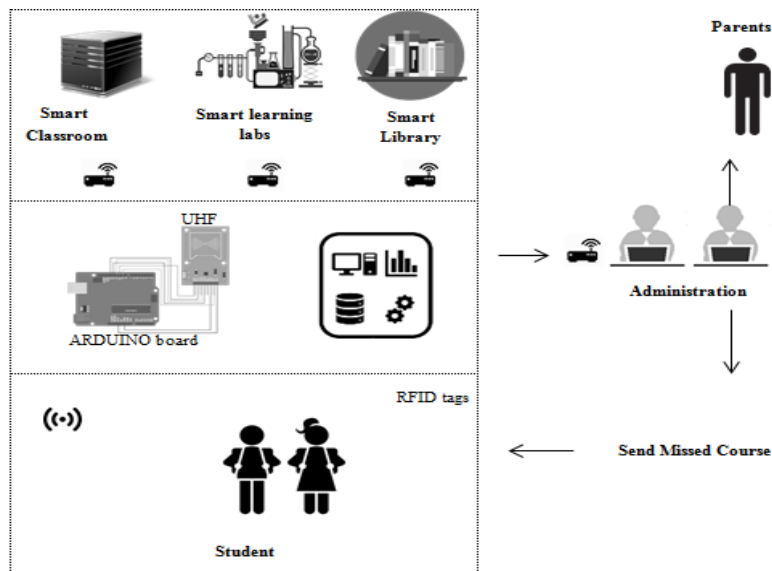 Parents
Smart
Classroom
Smart learning
labs
Smart
Library
UHF
ARDUINO board
Administration
RFID tags
Send Missed Course
Student